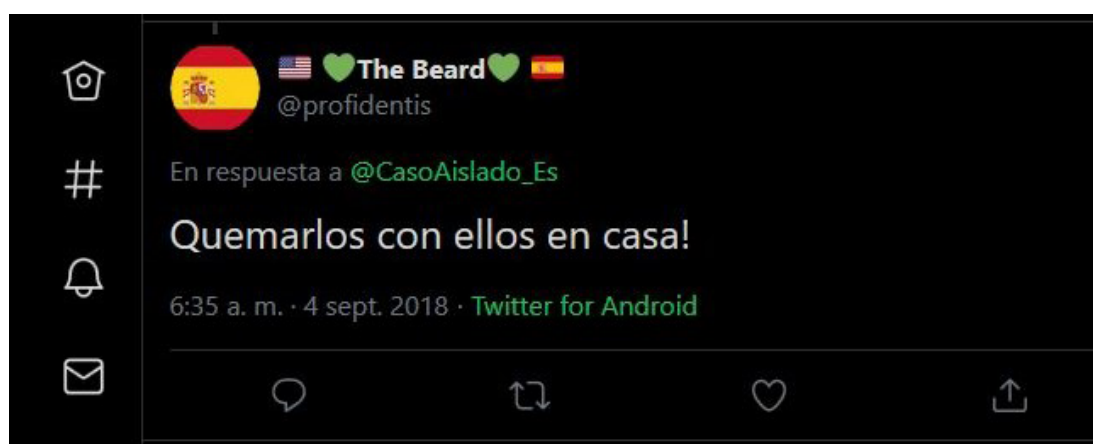 The Beard
@profidentis
En respuesta a @CasoAislado_Es
Quemarlos con ellos en casa!
6:35 a. m. · 4 sept. 2018 · Twitter for Android